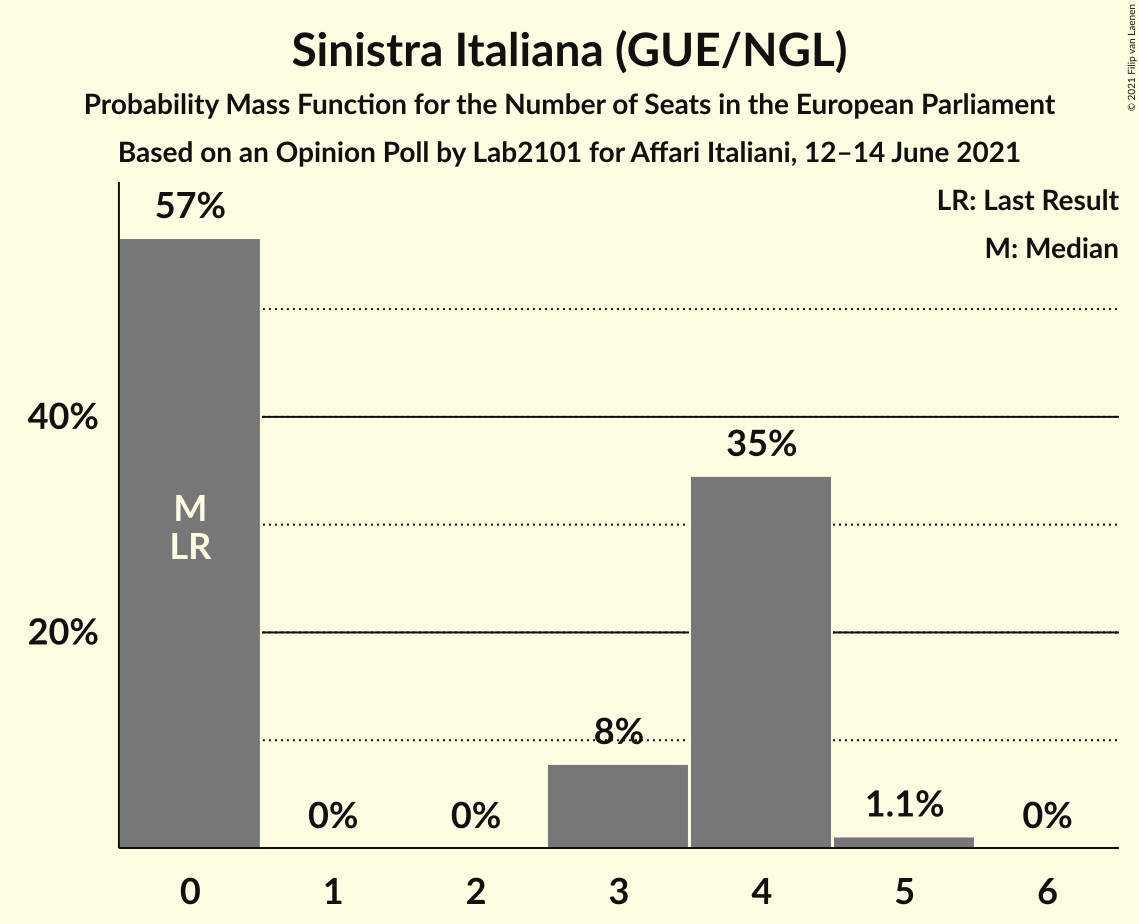 Sinistra Italiana (GUE/NGL)
Probability Mass Function for the Number of Seats in the European Parliament
Based on an Opinion Poll by Lab2101 for Affari Italiani, 12–14 June 2021
© 2021 Filip van Laenen
LR: Last Result
M: Median
57%
40%
35%
M
LR
20%
8%
1.1%
0%
0%
0%
0
1
2
3
4
5
6